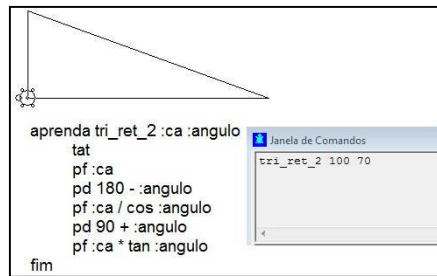 aprenda tri_ret_2 :ca :angulo
tat
pf :ca
pd 180 - :angulo
pf :ca / cos :angulo
pd 90 + :angulo
pf :ca * tan :angulo
fim
Janela de Comandos
tri_ret_2 100 70